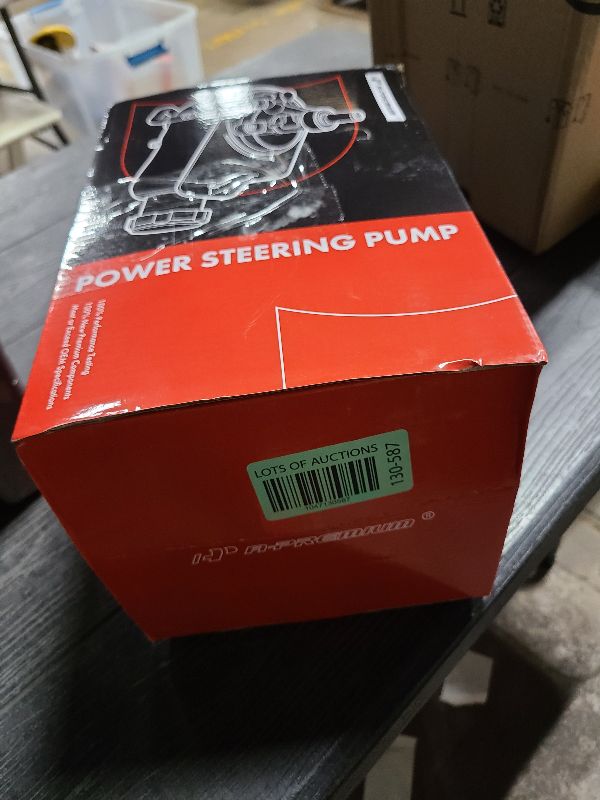 POWER STEERING PUMP
100% Performance Testing
100% New Premium Components
Meet or Exceed OEM Specifications
LOTS OF AUCTIONS
130-587
A-PREMIUM ®